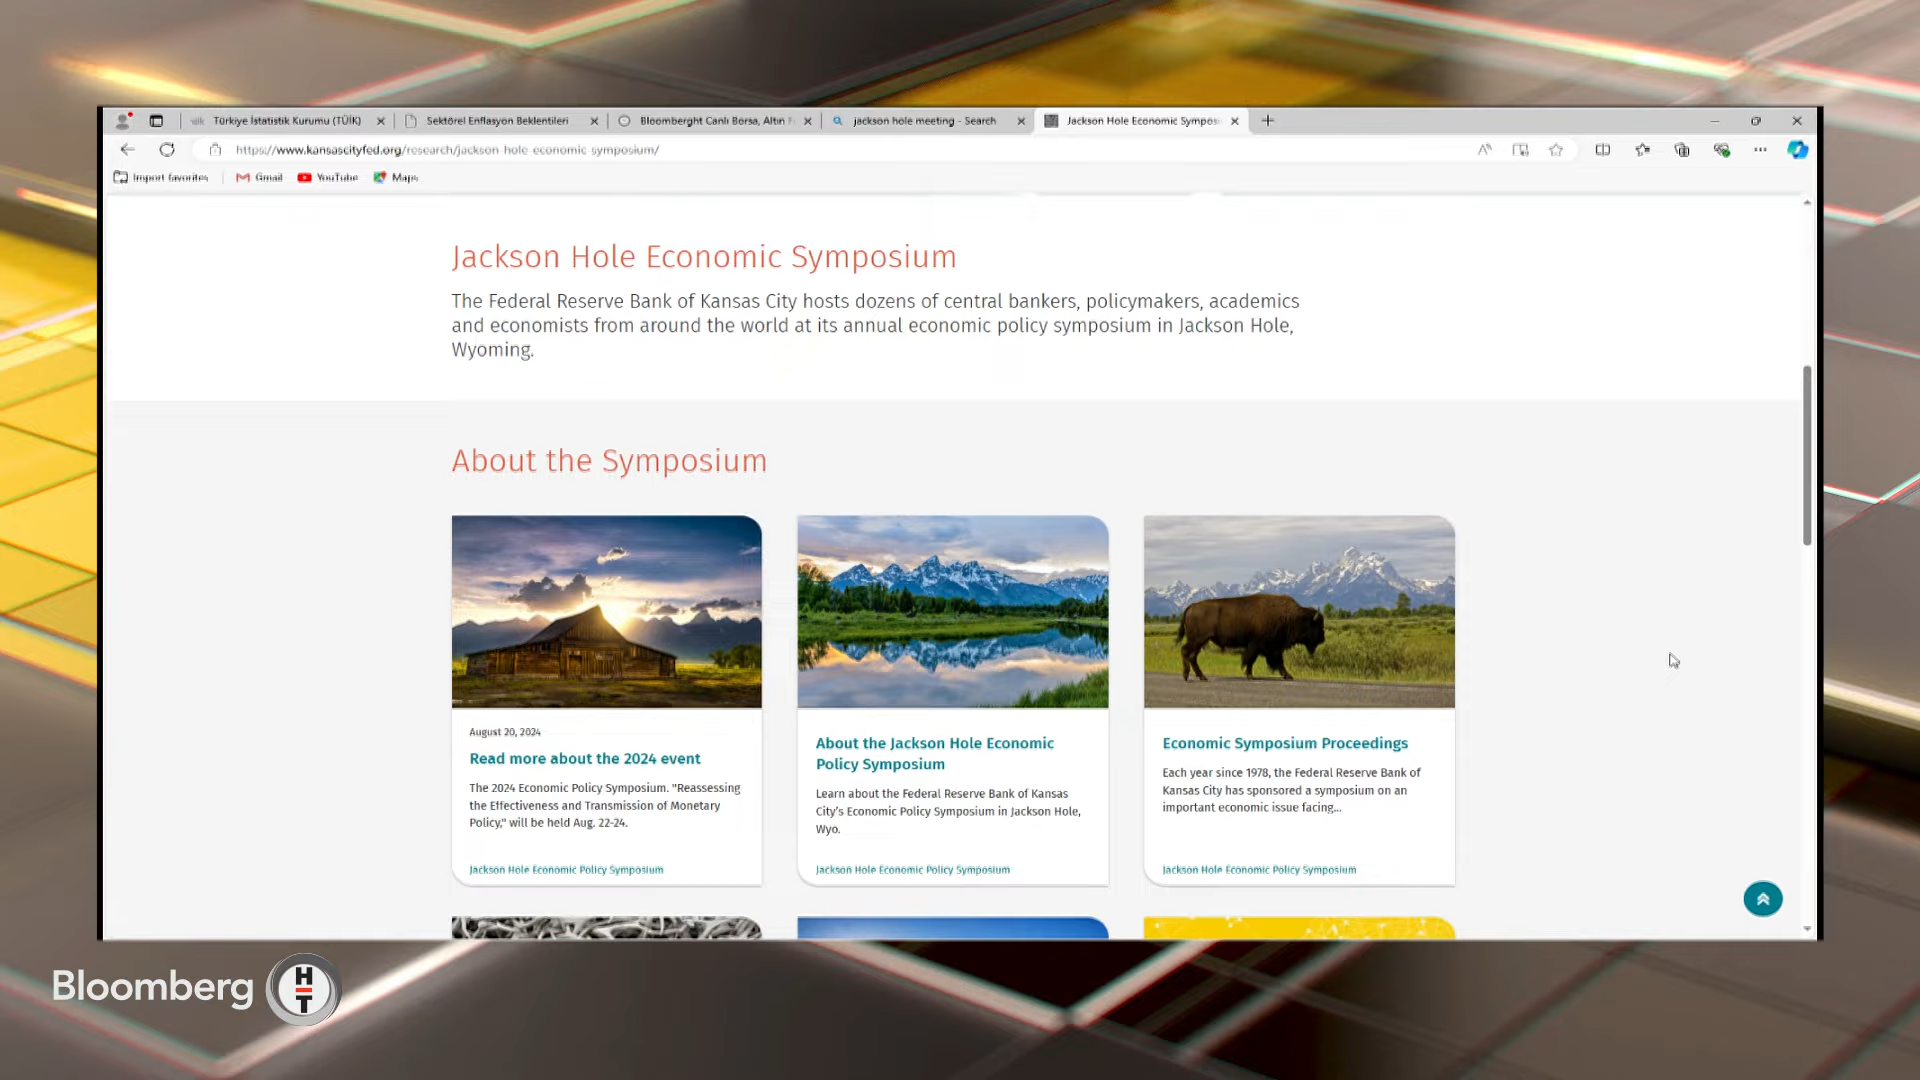 Türkiye İstatistik Kurumu (TÜİK)
Sektörel Enflasyon Beklentileri
Bloomberght Canlı Borsa, Altın F
jackson hole meeting - Search
Jackson Hole Economic Sympos
https://www.kansascityfed.org/research/jackson-hole-economic-symposium/
Import favorites
Gmail
YouTube
Maps
Jackson Hole Economic Symposium
The Federal Reserve Bank of Kansas City hosts dozens of central bankers, policymakers, academics
and economists from around the world at its annual economic policy symposium in Jackson Hole,
Wyoming.
About the Symposium
August 20, 2024
Read more about the 2024 event
The 2024 Economic Policy Symposium. "Reassessing
the Effectiveness and Transmission of Monetary
Policy," will be held Aug. 22-24.
Jackson Hole Economic Policy Symposium
About the Jackson Hole Economic
Policy Symposium
Learn about the Federal Reserve Bank of Kansas
City's Economic Policy Symposium in Jackson Hole,
Wyo.
Jackson Hole Economic Policy Symposium
Economic Symposium Proceedings
Each year since 1978, the Federal Reserve Bank of
Kansas City has sponsored a symposium on an
important economic issue facing...
Jackson Hole Economic Policy Symposium
Bloomberg HT